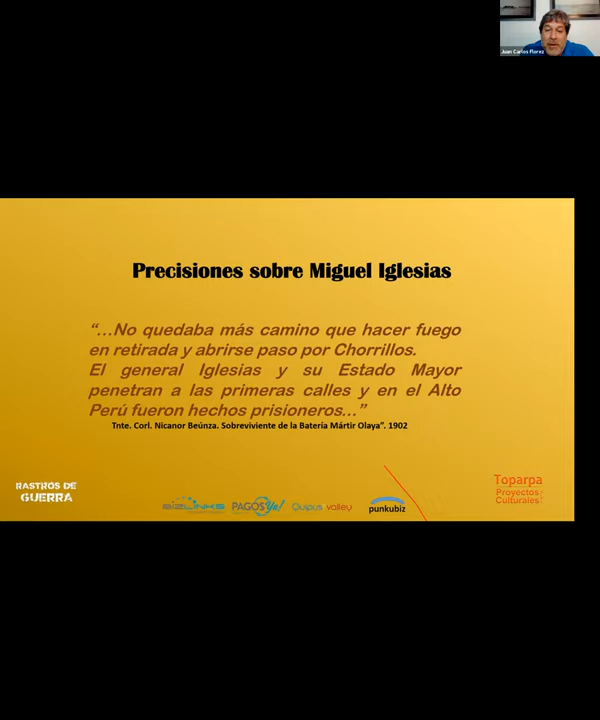 Juan Carlos Florez
Precisiones sobre Miguel Iglesias
“...No quedaba más camino que hacer fuego
en retirada y abrirse paso por Chorrillos.
El general Iglesias y su Estado Mayor
penetran a las primeras calles y en el Alto
Perú fueron hechos prisioneros...”
Tnte. Corl. Nicanor Beúnza. Sobreviviente de la Batería Mártir Olaya”. 1902
RASTROS DE
GUERRA
BIZLINKS
PAGOSYa!
Quipus valley
punkubiz
Toparpa
Proyectos
Culturales!